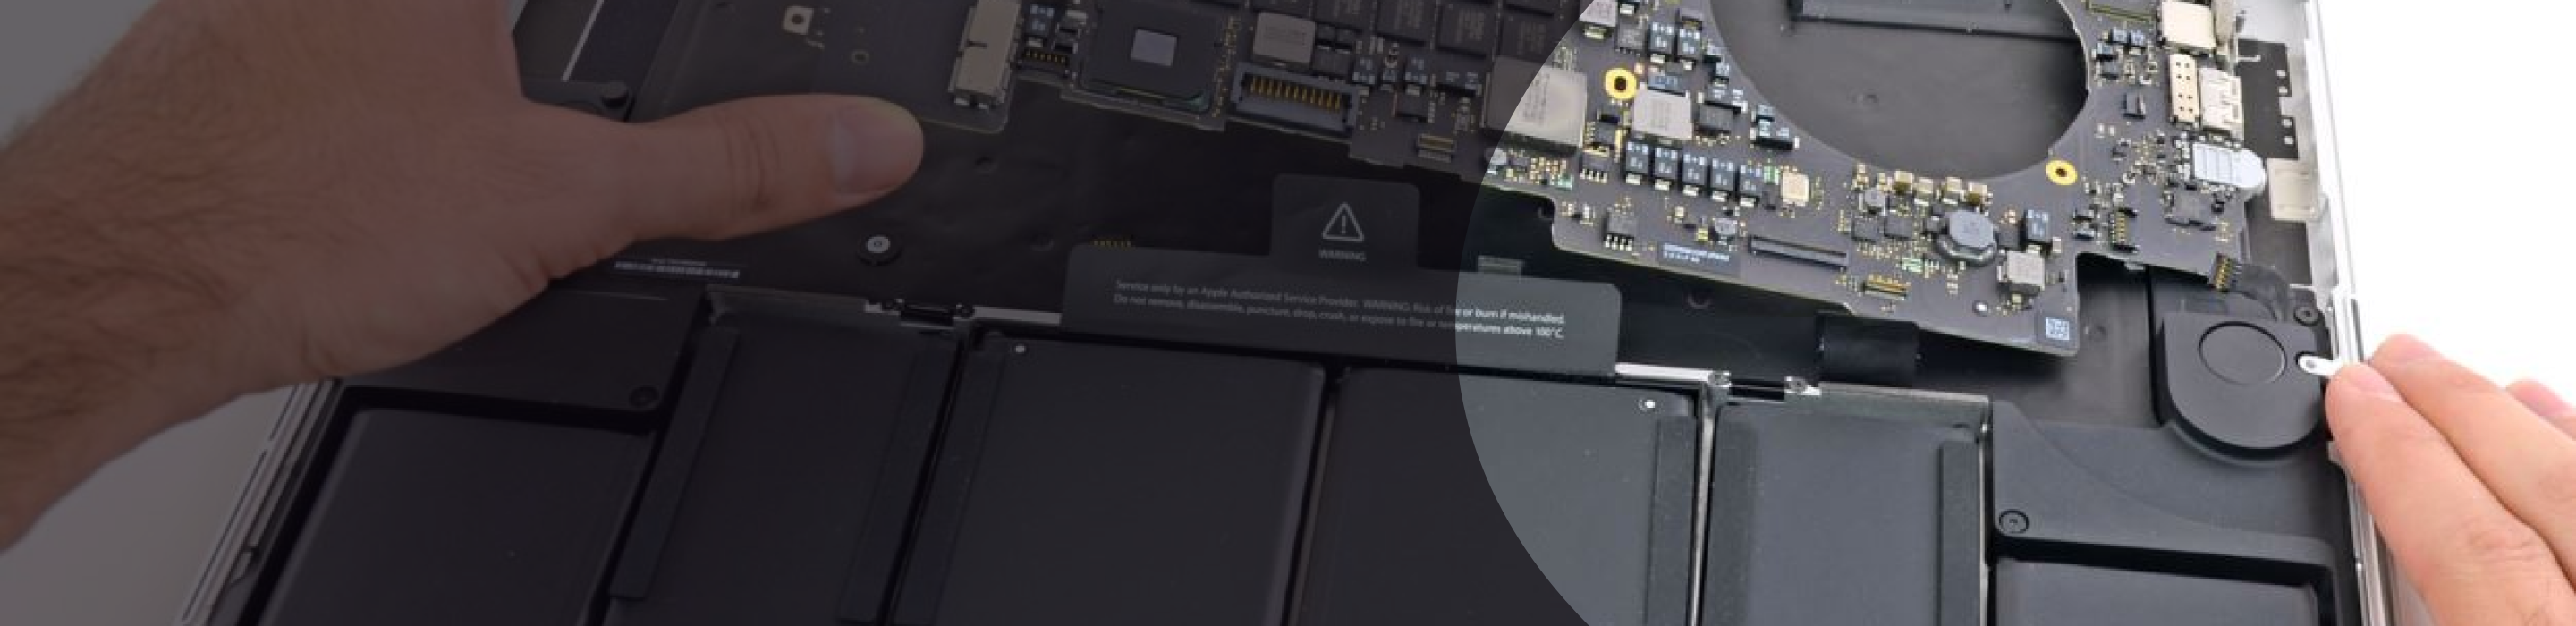 WARNING
Service only by an Apple Authorized Service Provider. WARNING: Risk of fire or burn if mishandled.
Do not remove, disassemble, puncture, drop, crash, or expose to fire or temperatures above 100°C.